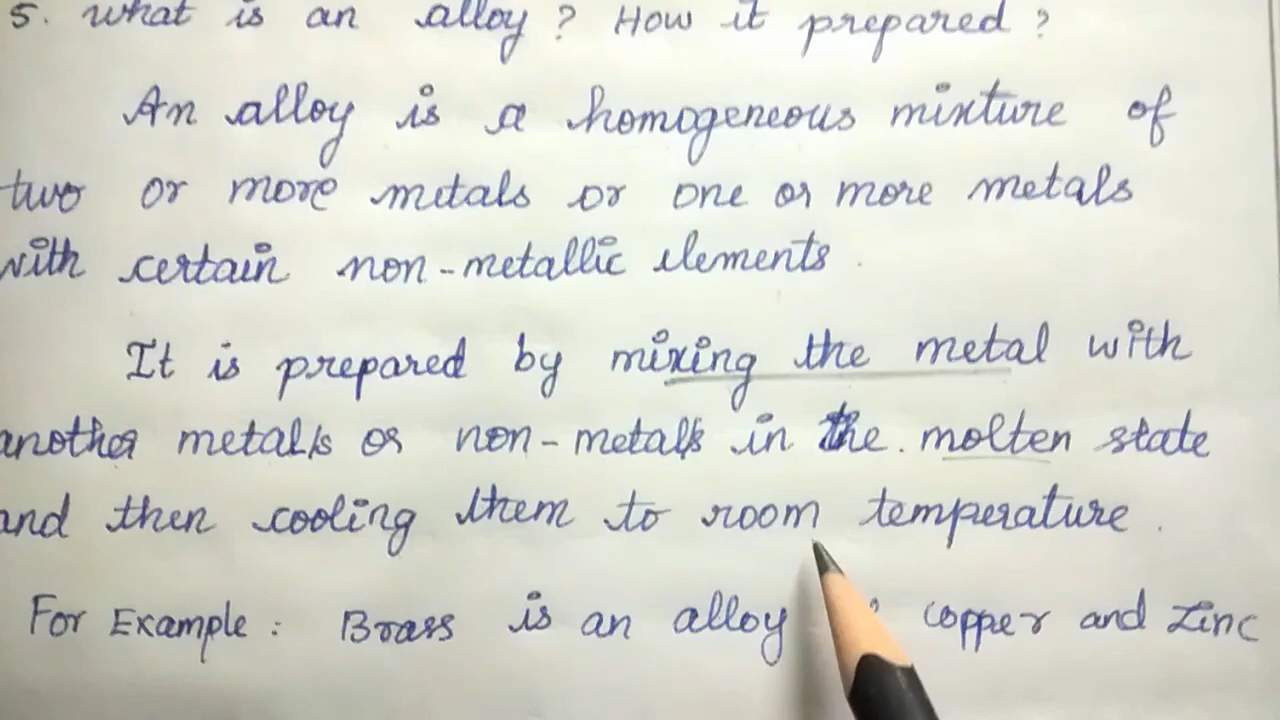 5. what is an alloy ? How it prepared ?
An alloy is a homogeneous mixture of
two or more metals or one or more metals
with certain non-metallic elements.
It is prepared by mixing the metal with
another metal/s or non-metal/s in the molten state
and then cooling them to room temperature.
For Example : Brass is an alloy copper and zinc